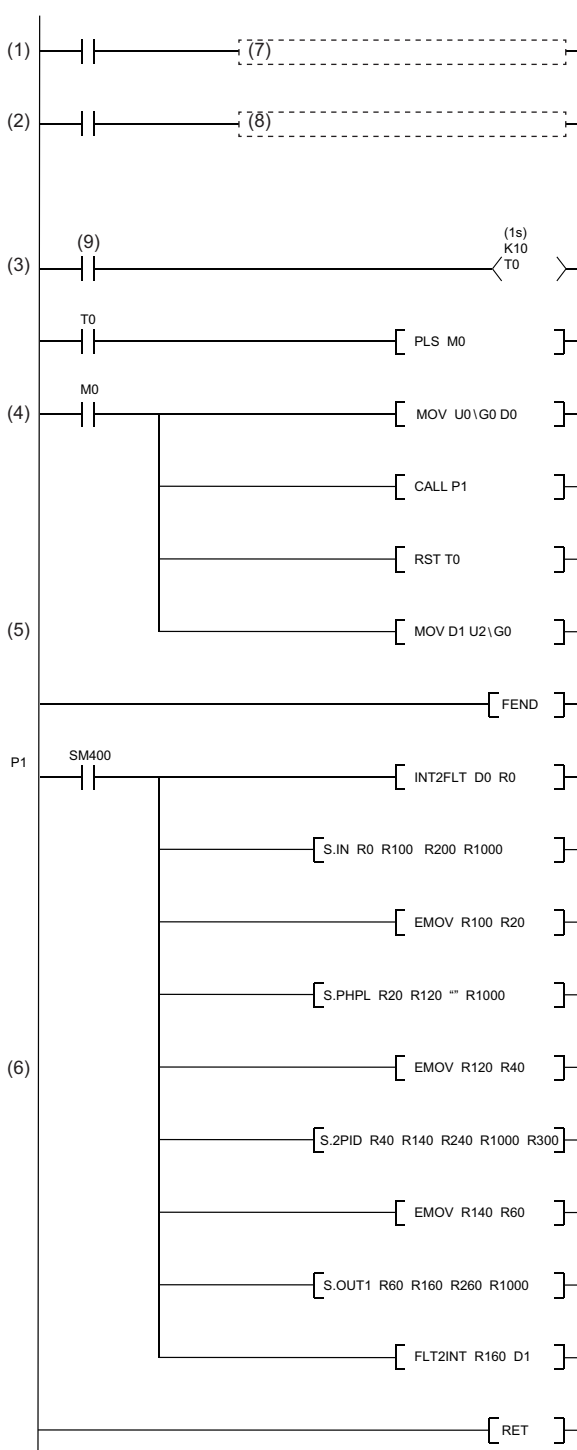 (1) (7)
(2) (8)
(1s)
(9) K10
(3) T0
T0
PLS M0
M0
(4) MOV U0\G0 D0
CALL P1
RST T0
(5) MOV D1 U2\G0
FEND
P1 SM400
INT2FLT D0 R0
S.IN R0 R100 R200 R1000
EMOV R100 R20
S.PHPL R20 R120 “” R1000
(6) EMOV R120 R40
S.2PID R40 R140 R240 R1000 R300
EMOV R140 R60
S.OUT1 R60 R160 R260 R1000
FLT2INT R160 D1
RET